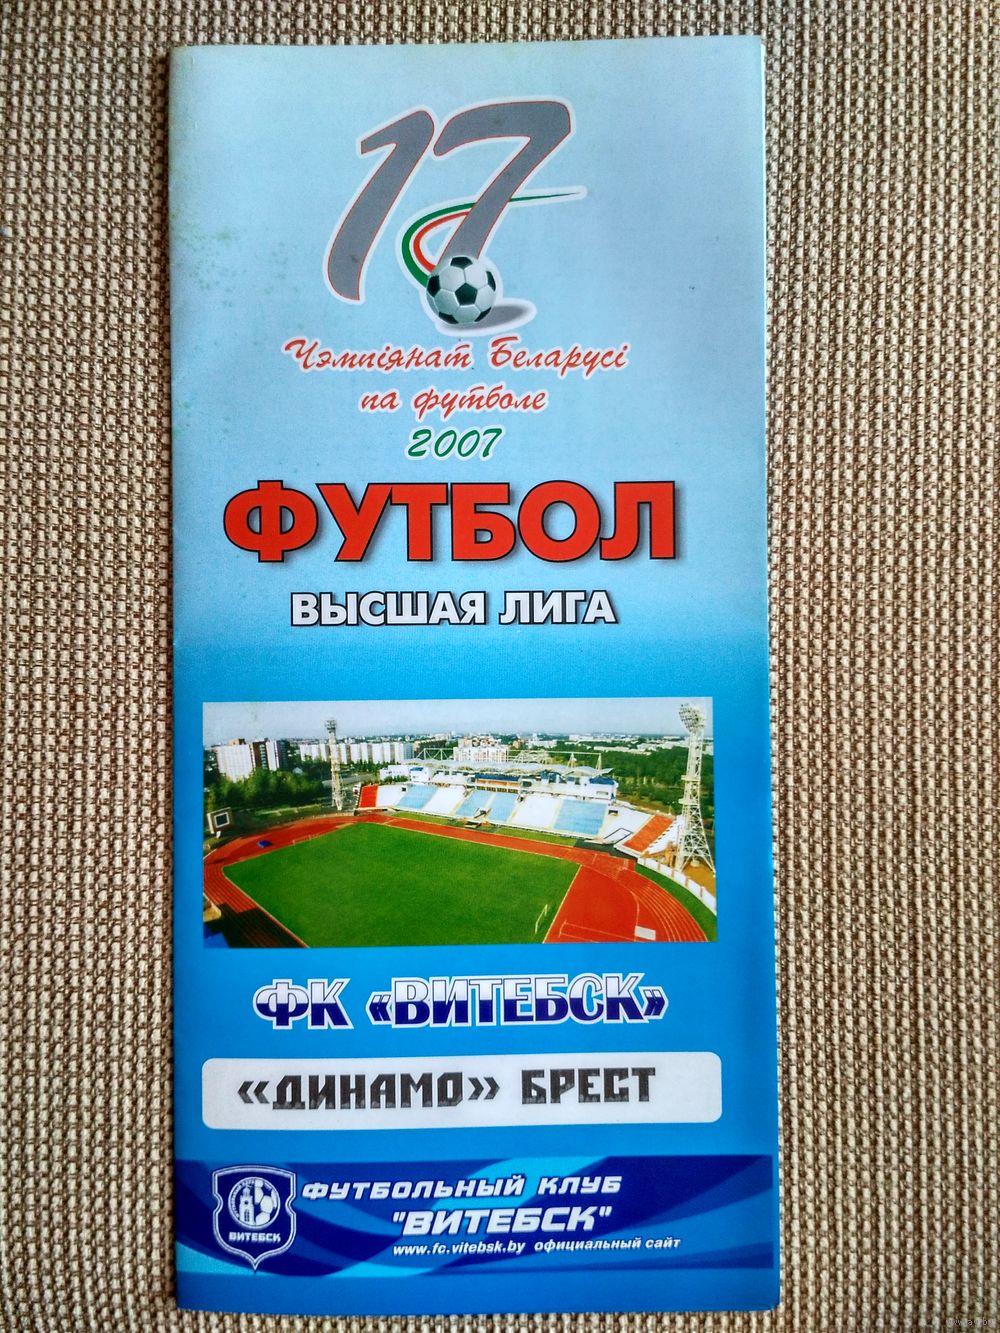 17
Чэмпіянат Беларусі
па футболе
2007
ФУТБОЛ
ВЫСШАЯ ЛИГА
ФК «ВИТЕБСК»
«ДИНАМО» БРЕСТ
ФУТБОЛЬНЫЙ КЛУБ
"ВИТЕБСК"
www.fc.vitebsk.by официальный сайт
ВИТЕБСК